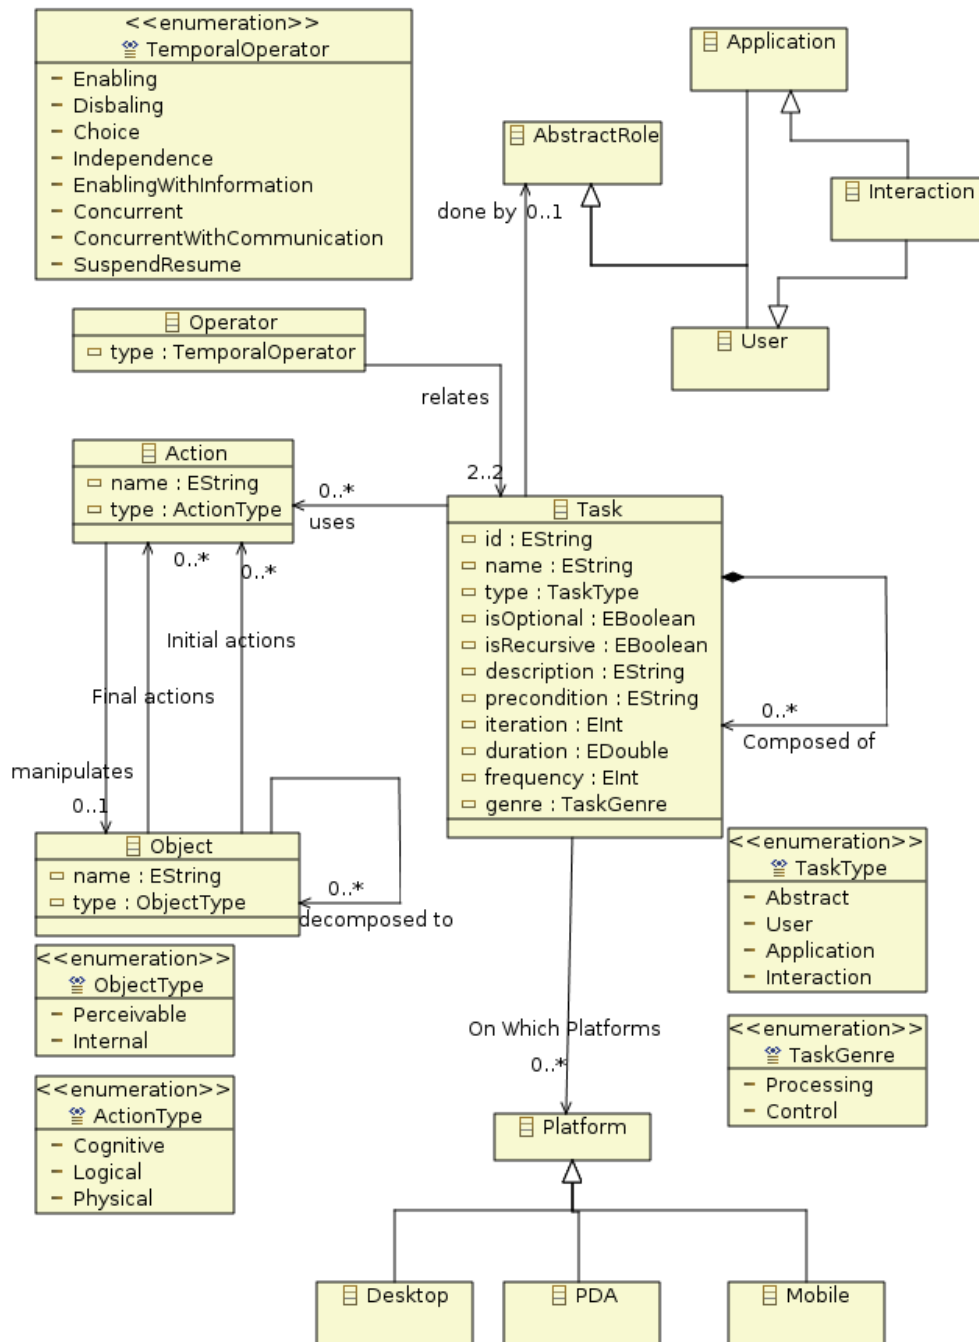 <<enumeration>>
TemporalOperator
Enabling
Disbaling
Choice
Independence
EnablingWithInformation
Concurrent
ConcurrentWithCommunication
SuspendResume
Application
AbstractRole
Interaction
done by 0..1
User
Operator
type : TemporalOperator
relates
2..2
Action
name : EString
type : ActionType
0..*
uses
Task
id : EString
name : EString
type : TaskType
isOptional : EBoolean
isRecursive : EBoolean
description : EString
precondition : EString
iteration : EInt
duration : EDouble
frequency : EInt
genre : TaskGenre
0..*
Composed of
0..*
0..*
Initial actions
Final actions
manipulates
0..1
Object
name : EString
type : ObjectType
0..*
decomposed to
<<enumeration>>
ObjectType
Perceivable
Internal
<<enumeration>>
ActionType
Cognitive
Logical
Physical
<<enumeration>>
TaskType
Abstract
User
Application
Interaction
<<enumeration>>
TaskGenre
Processing
Control
On Which Platforms
0..*
Platform
Desktop
PDA
Mobile